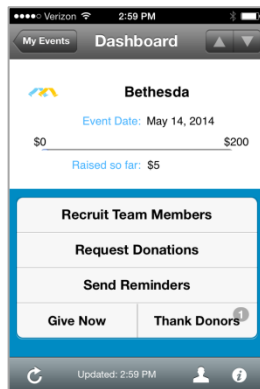 Verizon 2:59 PM
My Events Dashboard
Bethesda
Event Date: May 14, 2014
$0 $200
Raised so far: $5
Recruit Team Members
Request Donations
Send Reminders
Give Now Thank Donors 1
Updated: 2:59 PM